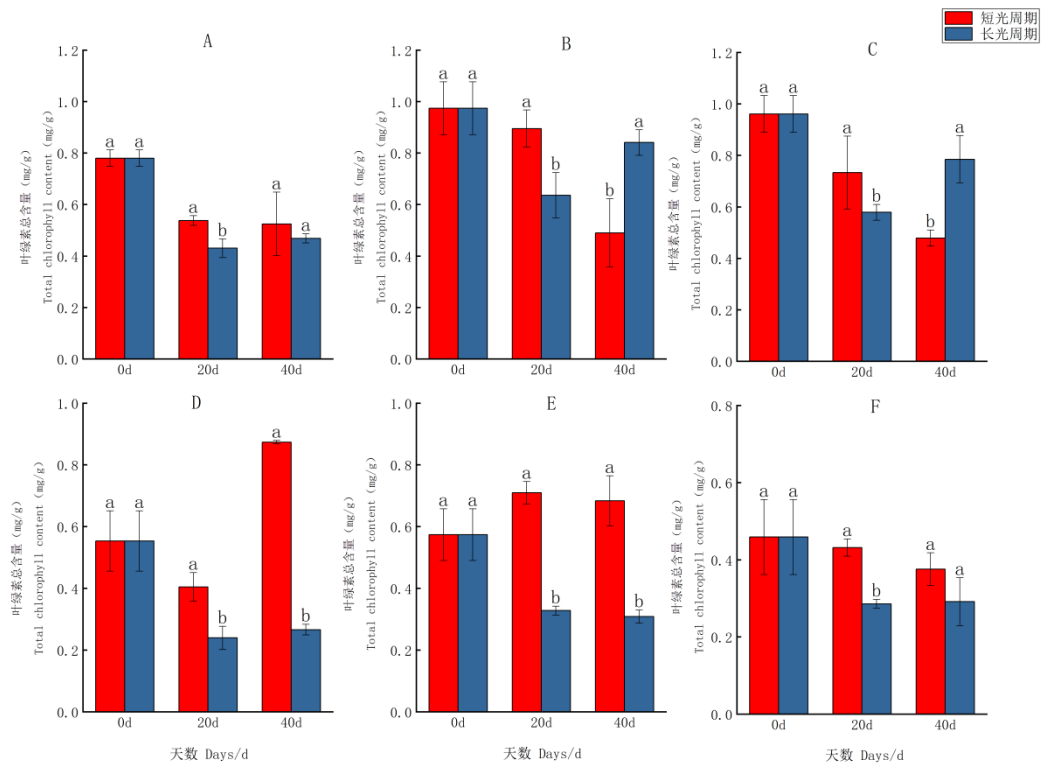 短光周期
长光周期
A
叶绿素总含量 (mg/g)
Total chlorophyll content (mg/g)
1.2
1.0
0.8
0.6
0.4
0.2
0.0
a a
a b
a a
0d 20d 40d
B
叶绿素总含量 (mg/g)
Total chlorophyll content (mg/g)
1.2
1.0
0.8
0.6
0.4
0.2
0.0
a a
a b
b a
0d 20d 40d
C
叶绿素总含量 (mg/g)
Total chlorophyll content (mg/g)
1.2
1.0
0.8
0.6
0.4
0.2
0.0
a a
a b
b a
0d 20d 40d
D
叶绿素总含量 (mg/g)
Total chlorophyll content (mg/g)
1.0
0.8
0.6
0.4
0.2
0.0
a a
a b
a b
0d 20d 40d
天数 Days/d
E
叶绿素总含量 (mg/g)
Total chlorophyll content (mg/g)
1.0
0.8
0.6
0.4
0.2
0.0
a a
a b
a b
0d 20d 40d
天数 Days/d
F
叶绿素总含量 (mg/g)
Total chlorophyll content (mg/g)
0.8
0.6
0.4
0.2
0.0
a a
a b
a a
0d 20d 40d
天数 Days/d